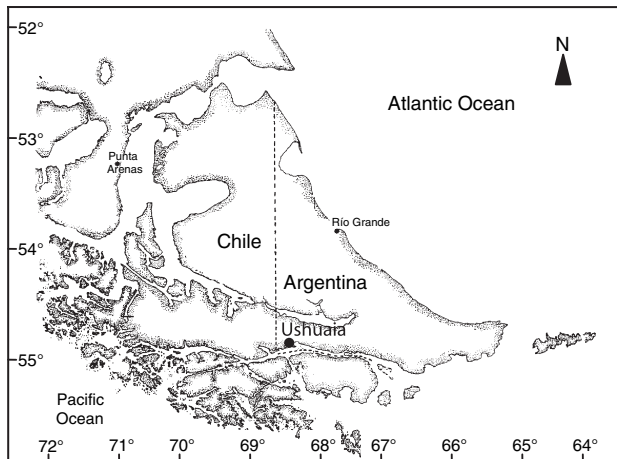 52°
N
Atlantic Ocean
53°
Punta
Arenas
Río Grande
Chile
54°
Argentina
Ushuaia
55°
Pacific
Ocean
72° 71° 70° 69° 68° 67° 66° 65° 64°